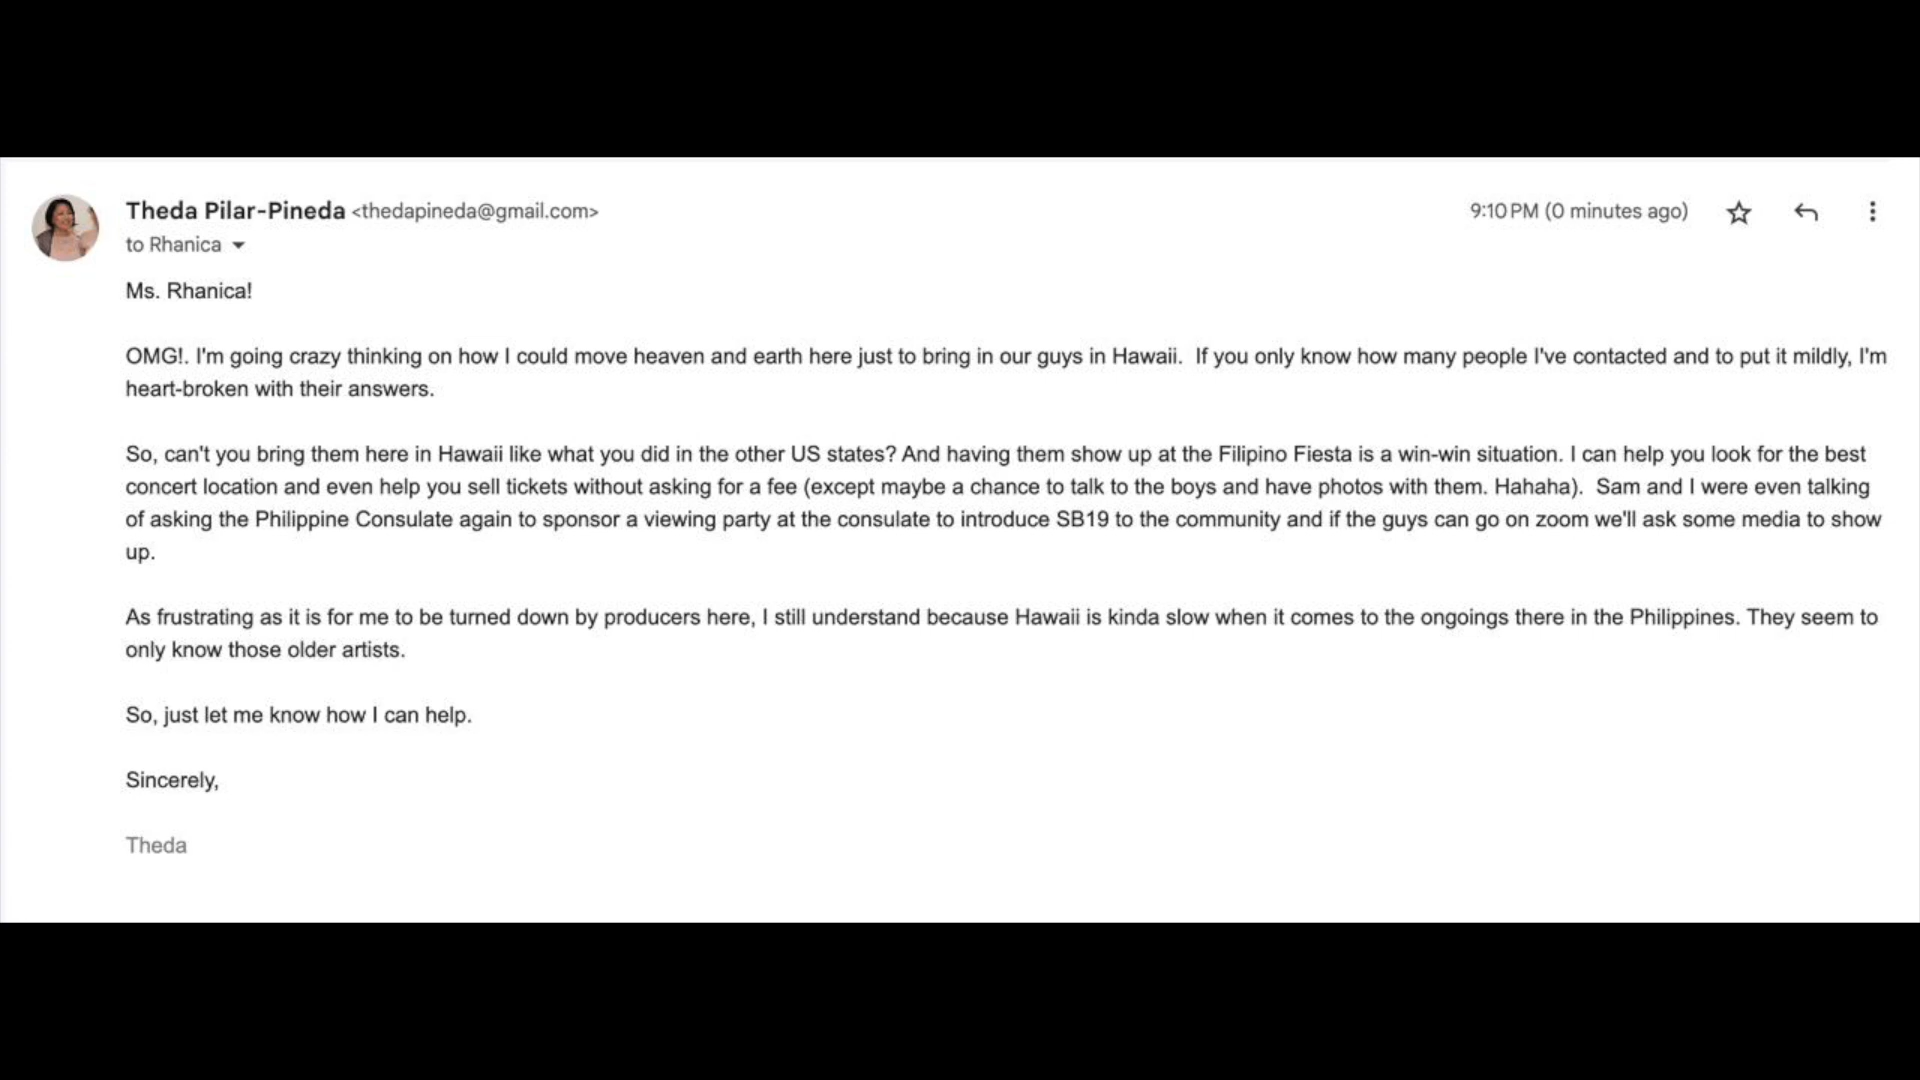 Theda Pilar-Pineda <thedapineda@gmail.com> 9:10 PM (0 minutes ago)
to Rhanica
Ms. Rhanica!
OMG!. I'm going crazy thinking on how I could move heaven and earth here just to bring in our guys in Hawaii.  If you only know how many people I've contacted and to put it mildly, I'm
heart-broken with their answers.
So, can't you bring them here in Hawaii like what you did in the other US states? And having them show up at the Filipino Fiesta is a win-win situation. I can help you look for the best
concert location and even help you sell tickets without asking for a fee (except maybe a chance to talk to the boys and have photos with them. Hahaha).  Sam and I were even talking
of asking the Philippine Consulate again to sponsor a viewing party at the consulate to introduce SB19 to the community and if the guys can go on zoom we'll ask some media to show
up.
As frustrating as it is for me to be turned down by producers here, I still understand because Hawaii is kinda slow when it comes to the ongoings there in the Philippines. They seem to
only know those older artists.
So, just let me know how I can help.
Sincerely,
Theda